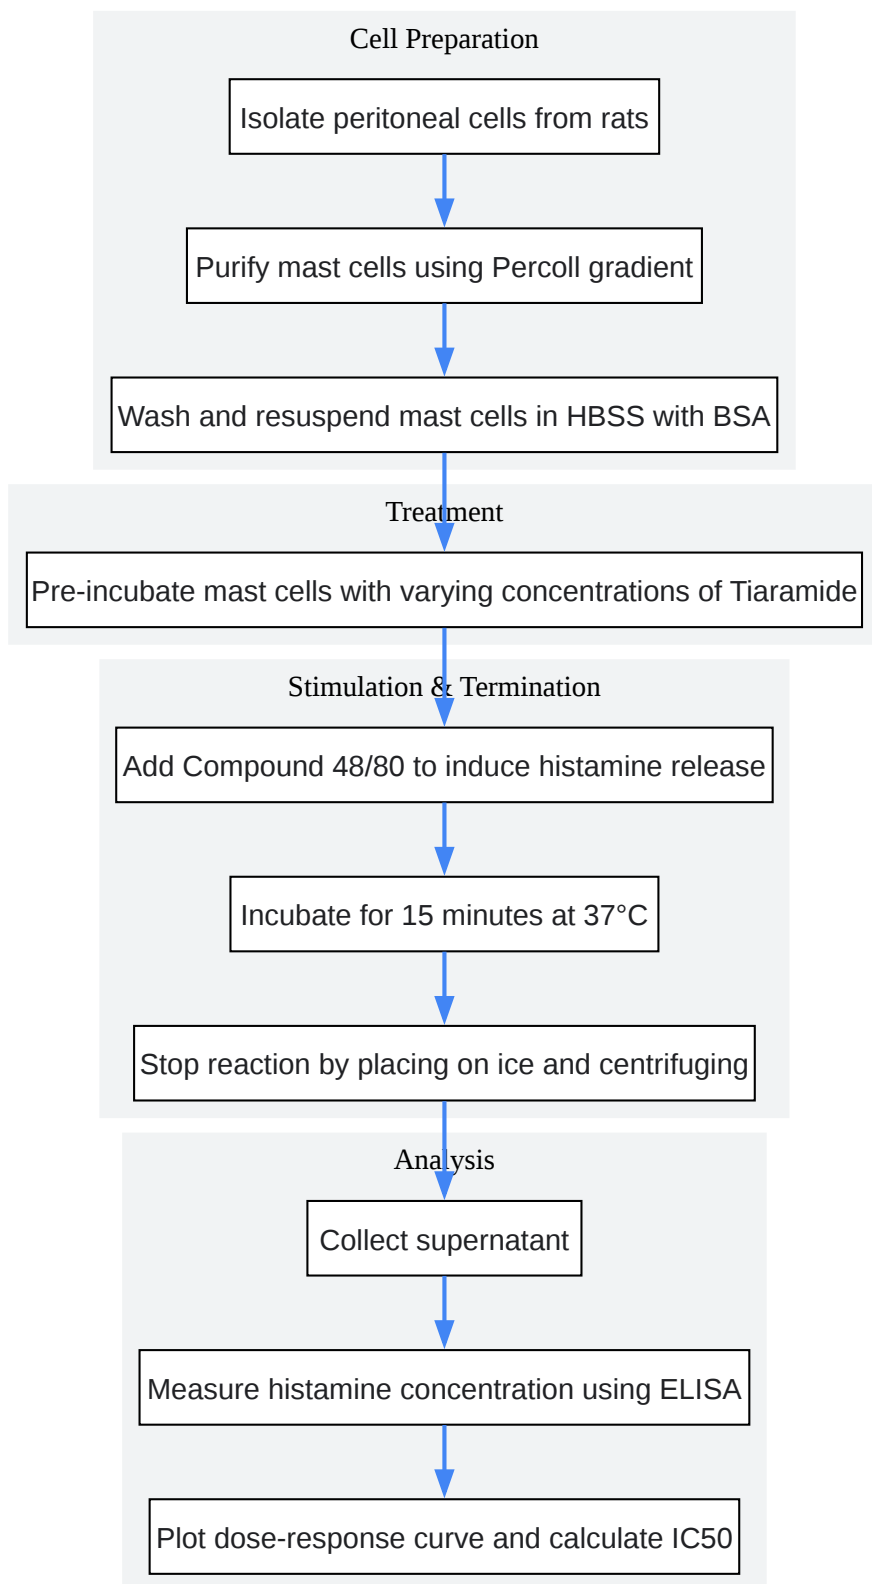 Cell Preparation
Isolate peritoneal cells from rats
Purify mast cells using Percoll gradient
Wash and resuspend mast cells in HBSS with BSA
Treatment
Pre-incubate mast cells with varying concentrations of Tiaramide
Stimulation & Termination
Add Compound 48/80 to induce histamine release
Incubate for 15 minutes at 37°C
Stop reaction by placing on ice and centrifuging
Analysis
Collect supernatant
Measure histamine concentration using ELISA
Plot dose-response curve and calculate IC50